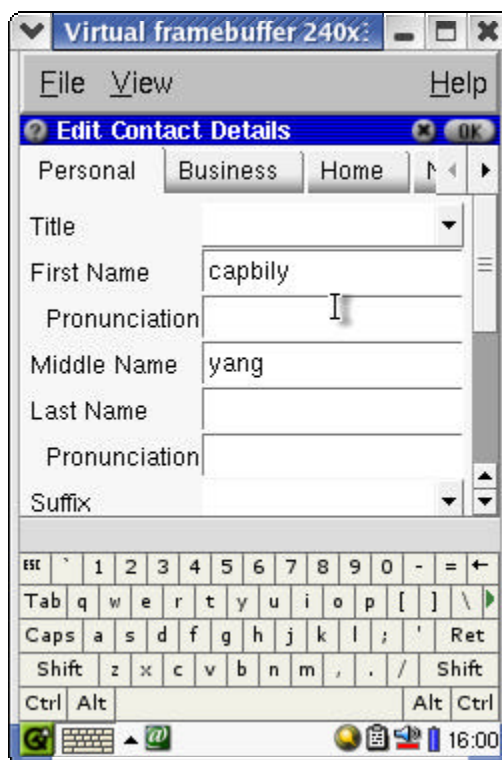 Virtual framebuffer 240x:
File View Help
Edit Contact Details OK
Personal Business Home
Title
First Name capbily
Pronunciation
Middle Name yang
Last Name
Pronunciation
Suffix
ESC ` 1 2 3 4 5 6 7 8 9 0 - = ←
Tab q w e r t y u i o p [ ] \
Caps a s d f g h j k l ; ' Ret
Shift z x c v b n m , . / Shift
Ctrl Alt Alt Ctrl
16:00